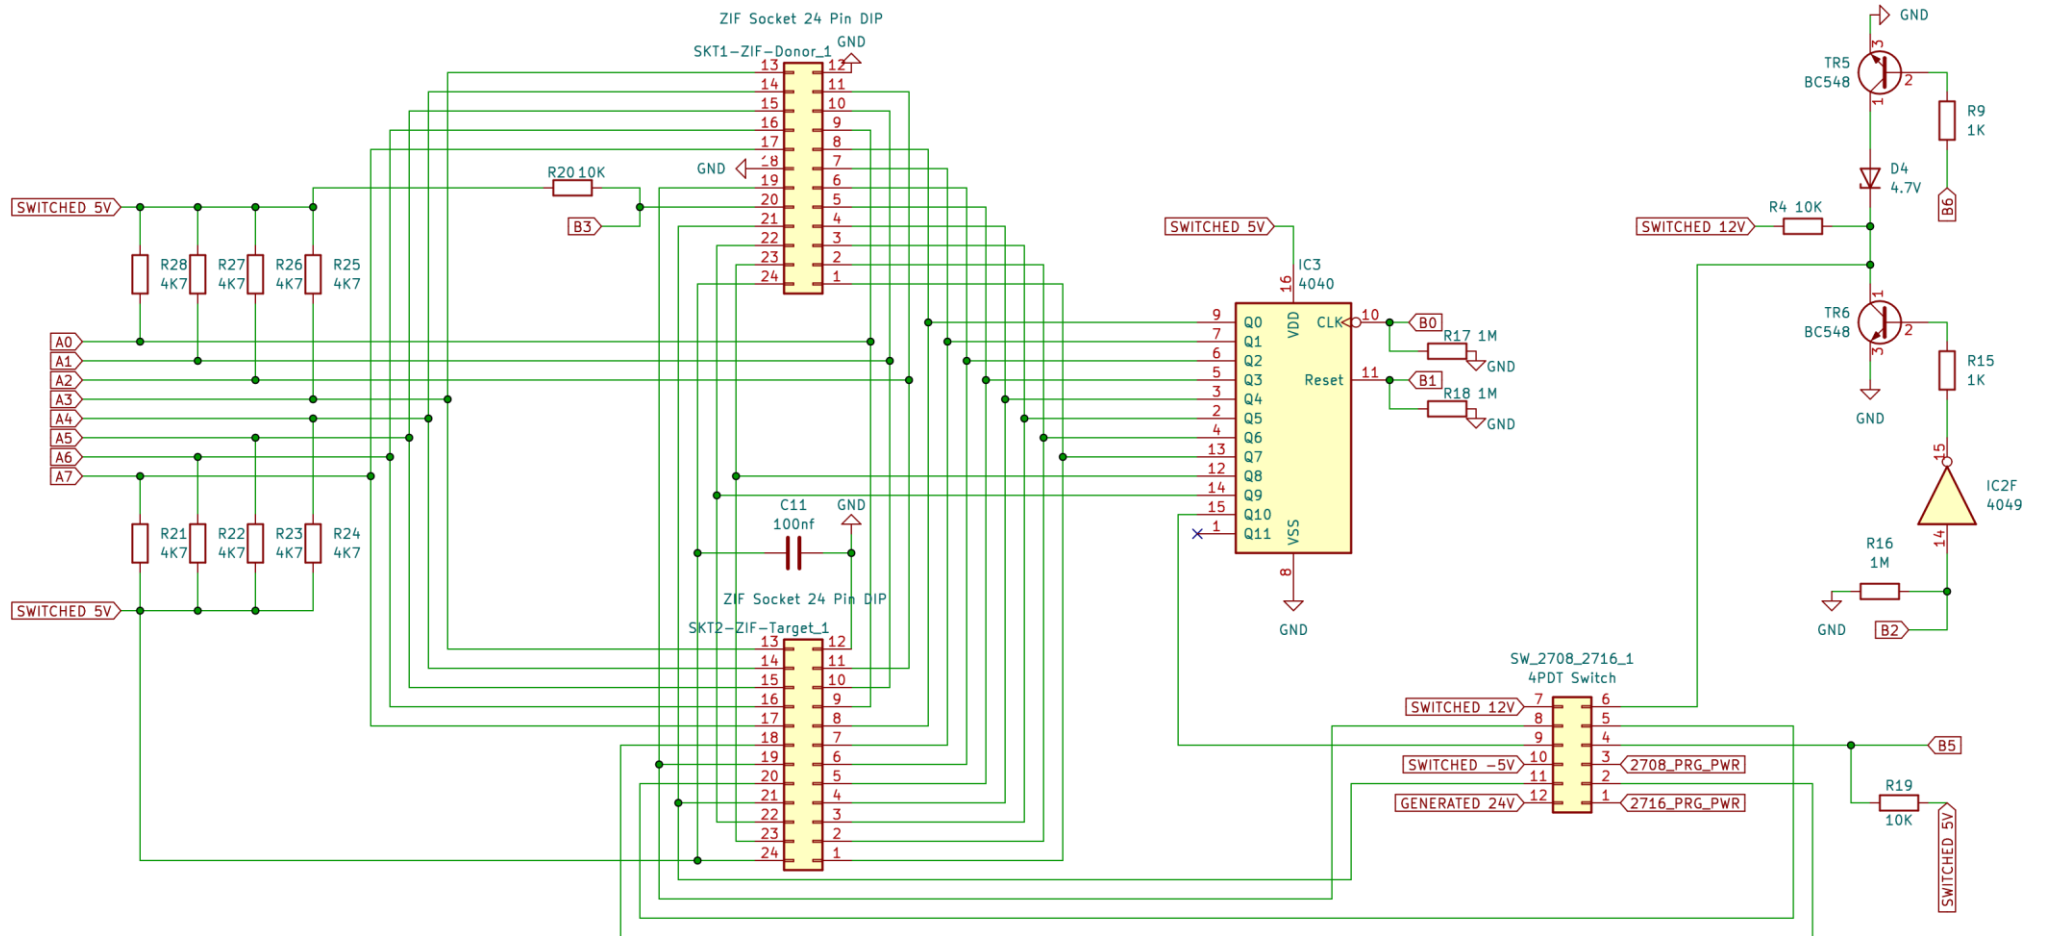 ZIF Socket 24 Pin DIP
SKT1-ZIF-Donor_1
GND
13
14
15
16
17
18
19
20
21
22
23
24
12
11
10
9
8
7
6
5
4
3
2
1
GND
R20 10K
B3
SWITCHED 5V
R28
4K7
R27
4K7
R26
4K7
R25
4K7
A0
A1
A2
A3
A4
A5
A6
A7
R21
4K7
R22
4K7
R23
4K7
R24
4K7
SWITCHED 5V
C11
100nf
GND
ZIF Socket 24 Pin DIP
SKT2-ZIF-Target_1
13
14
15
16
17
18
19
20
21
22
23
24
12
11
10
9
8
7
6
5
4
3
2
1
SWITCHED 5V
IC3
4040
16
VDD
9 Q0
7 Q1
6 Q2
5 Q3
3 Q4
2 Q5
4 Q6
13 Q7
12 Q8
14 Q9
15 Q10
1 Q11
CLK 10
B0
R17 1M
GND
Reset 11
B1
R18 1M
GND
VSS
8
GND
GND
3
TR5
BC548
2
1
R9
1K
B6
D4
4.7V
SWITCHED 12V
R4 10K
1
TR6
BC548
2
3
GND
R15
1K
15
IC2F
4049
14
R16
1M
GND
B2
SW_2708_2716_1
4PDT Switch
SWITCHED 12V
7
8
9
SWITCHED -5V
10
11
GENERATED 24V
12
6
5
4
3
2708_PRG_PWR
2
1
2716_PRG_PWR
B5
R19
10K
SWITCHED 5V